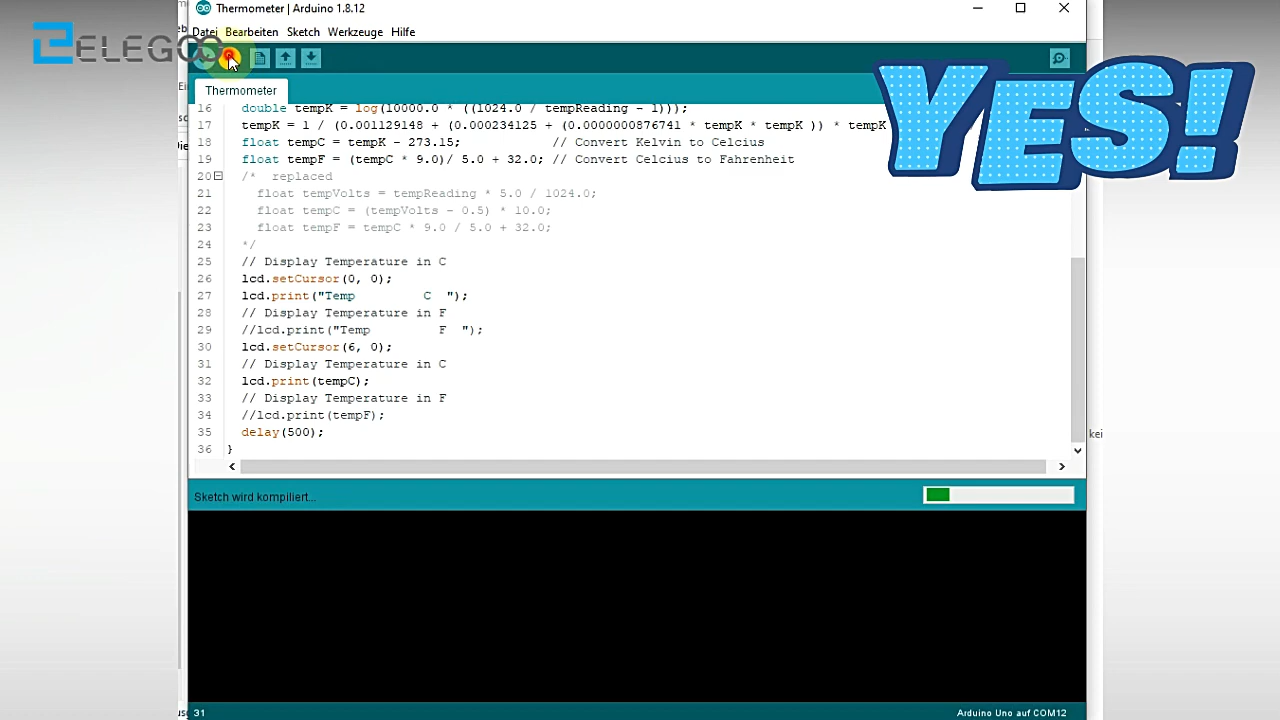 Thermometer | Arduino 1.8.12
Datei Bearbeiten Sketch Werkzeuge Hilfe
ELEGOO
YES!
Thermometer
16 double tempK = log(10000.0 * ((1024.0 / tempReading - 1)));
17 tempK = 1 / (0.001129148 + (0.000234125 + (0.0000000876741 * tempK * tempK )) * tempK
18 float tempC = tempK - 273.15; // Convert Kelvin to Celcius
19 float tempF = (tempC * 9.0)/ 5.0 + 32.0; // Convert Celcius to Fahrenheit
20 /* replaced
21 float tempVolts = tempReading * 5.0 / 1024.0;
22 float tempC = (tempVolts - 0.5) * 10.0;
23 float tempF = tempC * 9.0 / 5.0 + 32.0;
24 */
25 // Display Temperature in C
26 lcd.setCursor(0, 0);
27 lcd.print("Temp         C  ");
28 // Display Temperature in F
29 //lcd.print("Temp         F  ");
30 lcd.setCursor(6, 0);
31 // Display Temperature in C
32 lcd.print(tempC);
33 // Display Temperature in F
34 //lcd.print(tempF);
35 delay(500);
36 }
kei
Sketch wird kompiliert...
31
Arduino Uno auf COM12